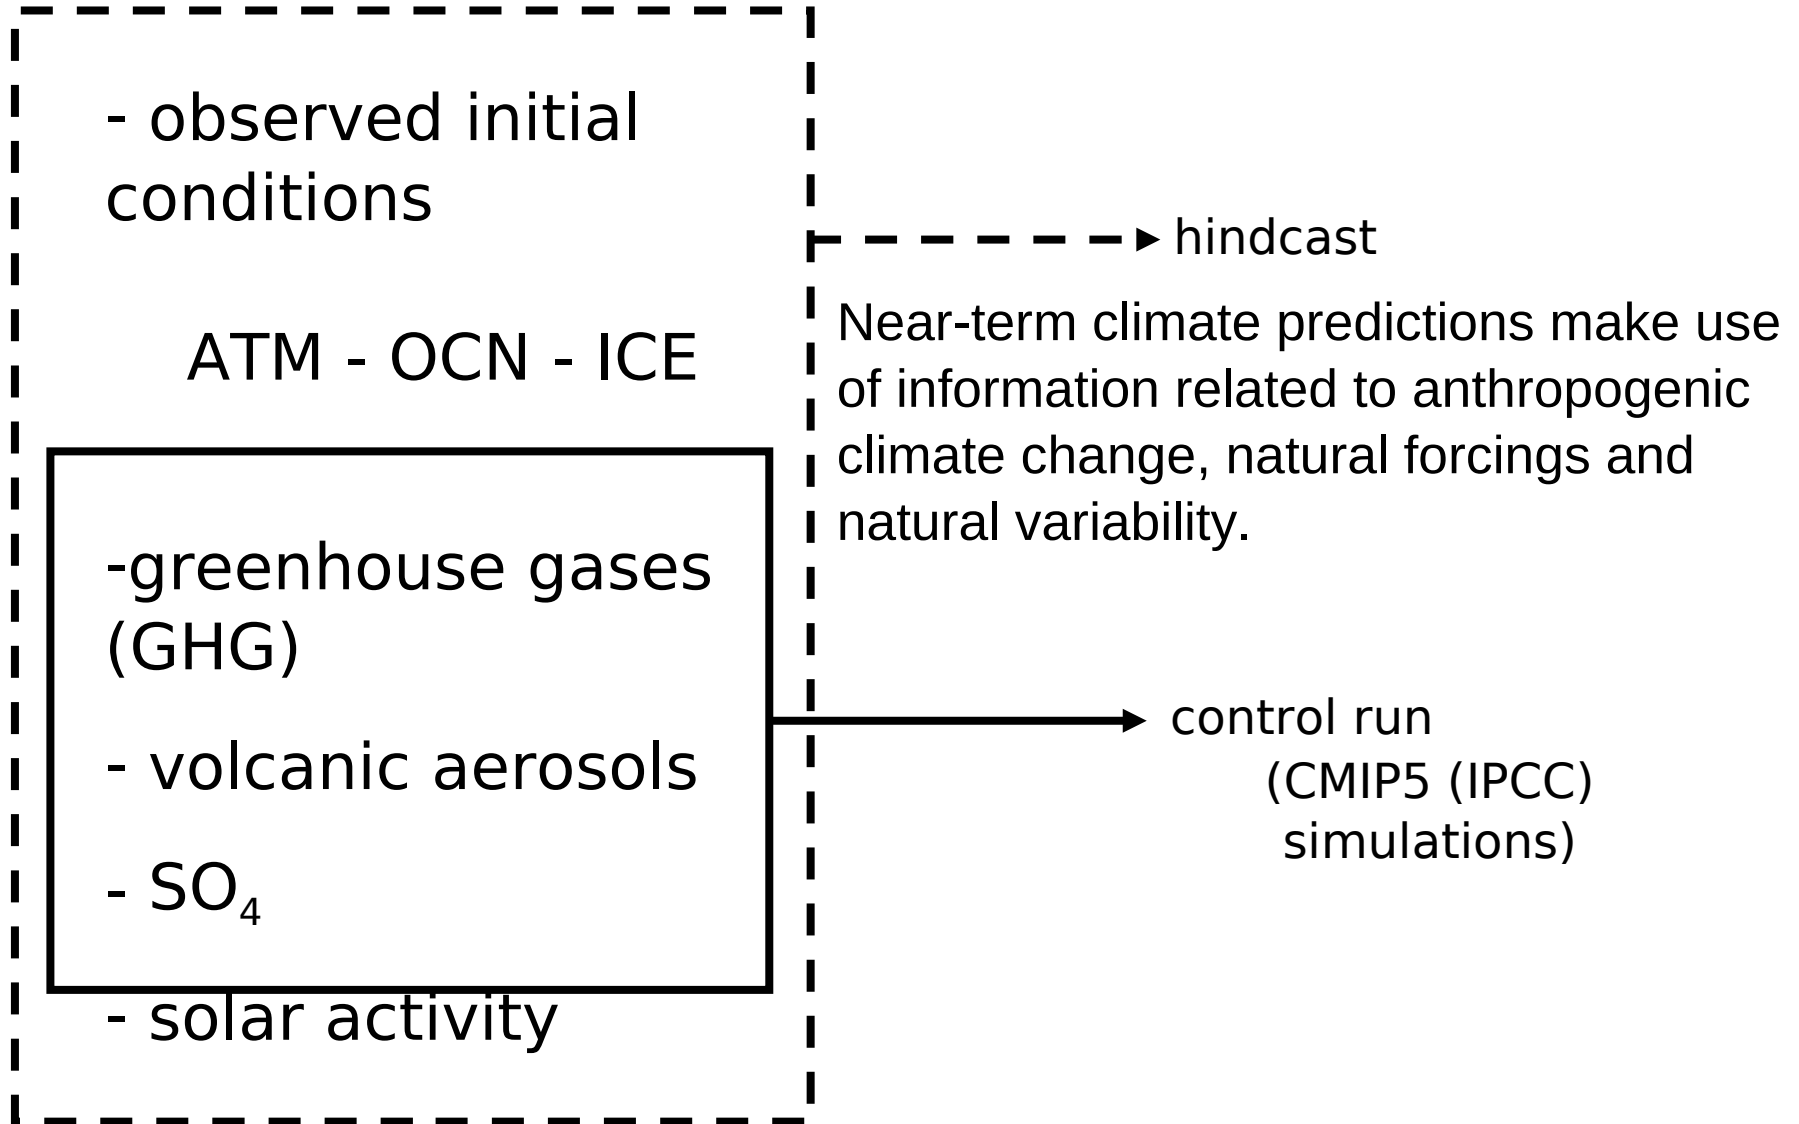 - observed initial
conditions
ATM - OCN - ICE
-greenhouse gases
(GHG)
- volcanic aerosols
- SO₄
- solar activity
hindcast
Near-term climate predictions make use
of information related to anthropogenic
climate change, natural forcings and
natural variability.
control run
(CMIP5 (IPCC)
simulations)